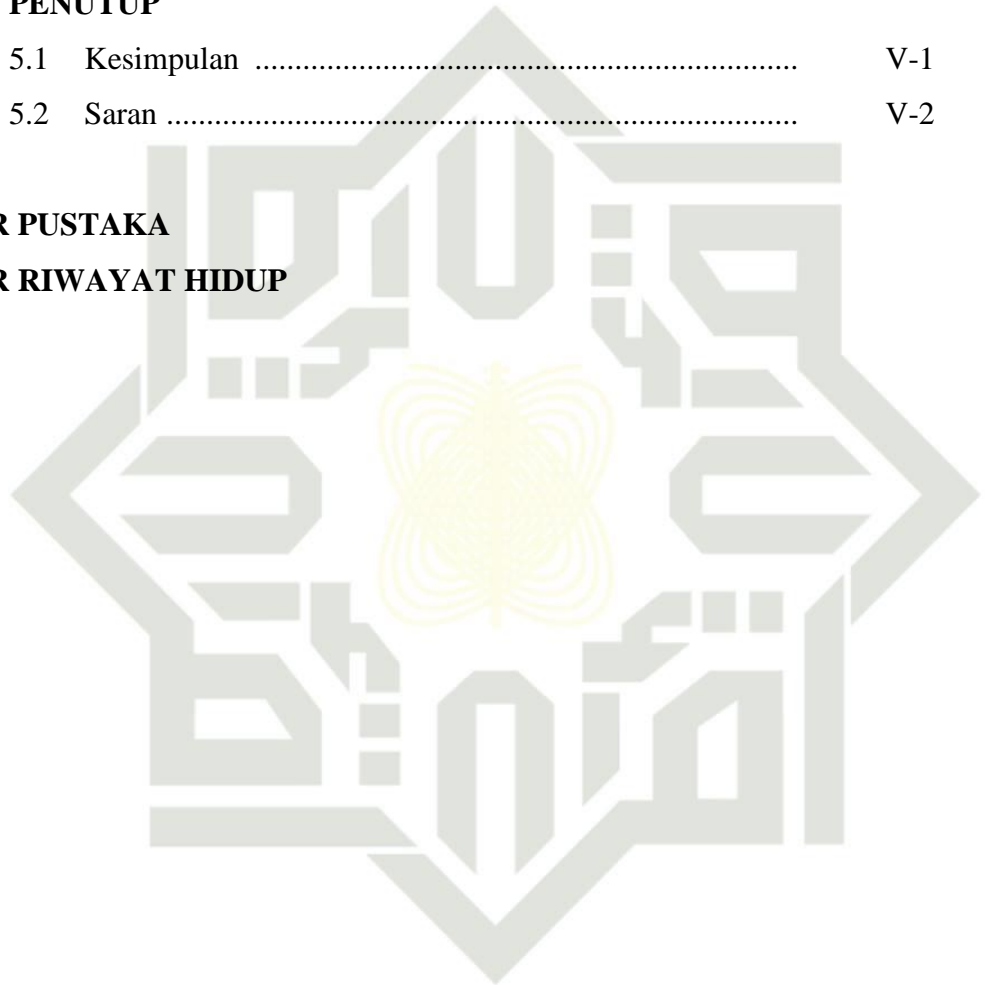 PENUTUP
5.1 Kesimpulan .................................................................... V-1
5.2 Saran ............................................................................... V-2
R PUSTAKA
R RIWAYAT HIDUP